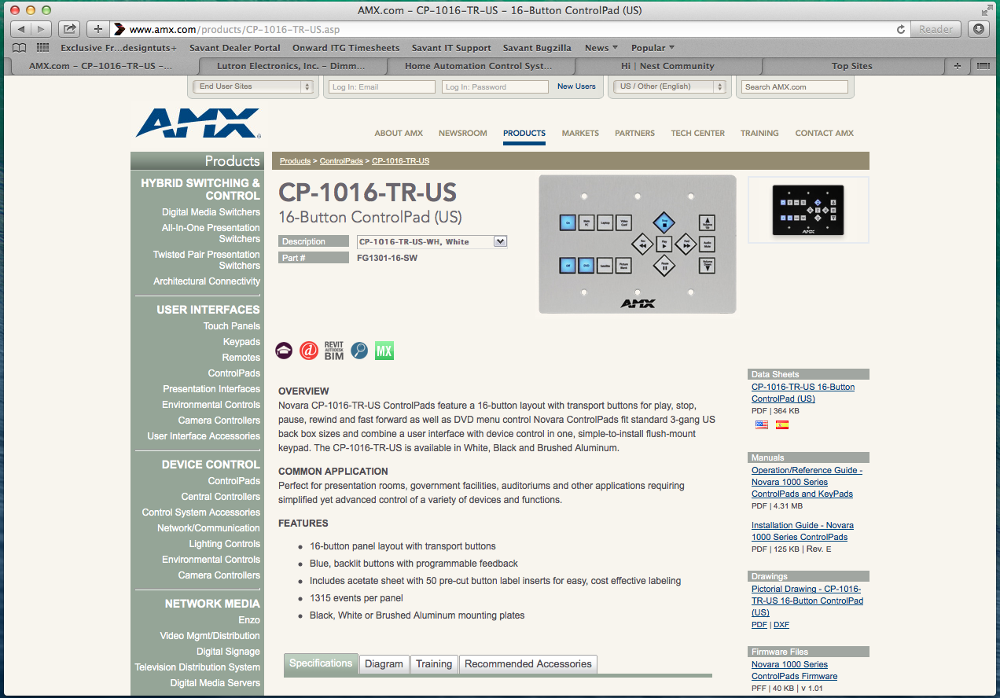 AMX.com – CP-1016-TR-US – 16-Button ControlPad (US)
www.amx.com/products/CP-1016-TR-US.asp
Reader
Exclusive Fr...designtuts+ Savant Dealer Portal Onward ITG Timesheets Savant IT Support Savant Bugzilla News Popular
AMX.com – CP-1016-TR-US –... Lutron Electronics, Inc. – Dimm... Home Automation Control Syst... Hi | Nest Community Top Sites
End User Sites Log In: Email Log In: Password New Users US / Other (English) Search AMX.com
AMX
ABOUT AMX NEWSROOM PRODUCTS MARKETS PARTNERS TECH CENTER TRAINING CONTACT AMX
Products
HYBRID SWITCHING &
CONTROL
Digital Media Switchers
All-In-One Presentation
Switchers
Twisted Pair Presentation
Switchers
Architectural Connectivity
USER INTERFACES
Touch Panels
Keypads
Remotes
ControlPads
Presentation Interfaces
Environmental Controls
Camera Controllers
User Interface Accessories
DEVICE CONTROL
ControlPads
Central Controllers
Control System Accessories
Network/Communication
Lighting Controls
Environmental Controls
Camera Controllers
NETWORK MEDIA
Enzo
Video Mgmt/Distribution
Digital Signage
Television Distribution System
Digital Media Servers
Products > ControlPads > CP-1016-TR-US
CP-1016-TR-US
16-Button ControlPad (US)
Description CP-1016-TR-US-WH, White
Part # FG1301-16-SW
On
Main PC
Laptop
Video Conf
Stop
Volume Up
Play
Off
DVD
Satellite
Picture Mute
Pause
Volume Down
AMX
AMX
REVIT
AUTODESK
BIM
MX
OVERVIEW
Novara CP-1016-TR-US ControlPads feature a 16-button layout with transport buttons for play, stop,
pause, rewind and fast forward as well as DVD menu control Novara ControlPads fit standard 3-gang US
back box sizes and combine a user interface with device control in one, simple-to-install flush-mount
keypad. The CP-1016-TR-US is available in White, Black and Brushed Aluminum.
COMMON APPLICATION
Perfect for presentation rooms, government facilities, auditoriums and other applications requiring
simplified yet advanced control of a variety of devices and functions.
FEATURES
16-button panel layout with transport buttons
Blue, backlit buttons with programmable feedback
Includes acetate sheet with 50 pre-cut button label inserts for easy, cost effective labeling
1315 events per panel
Black, White or Brushed Aluminum mounting plates
Specifications Diagram Training Recommended Accessories
Data Sheets
CP-1016-TR-US 16-Button
ControlPad (US)
PDF | 364 KB
Manuals
Operation/Reference Guide -
Novara 1000 Series
ControlPads and KeyPads
PDF | 4.31 MB
Installation Guide - Novara
1000 Series ControlPads
PDF | 125 KB | Rev. E
Drawings
Pictorial Drawing - CP-1016-
TR-US 16-Button ControlPad
(US)
PDF | DXF
Firmware Files
Novara 1000 Series
ControlPads Firmware
PFF | 40 KB | v 1.01